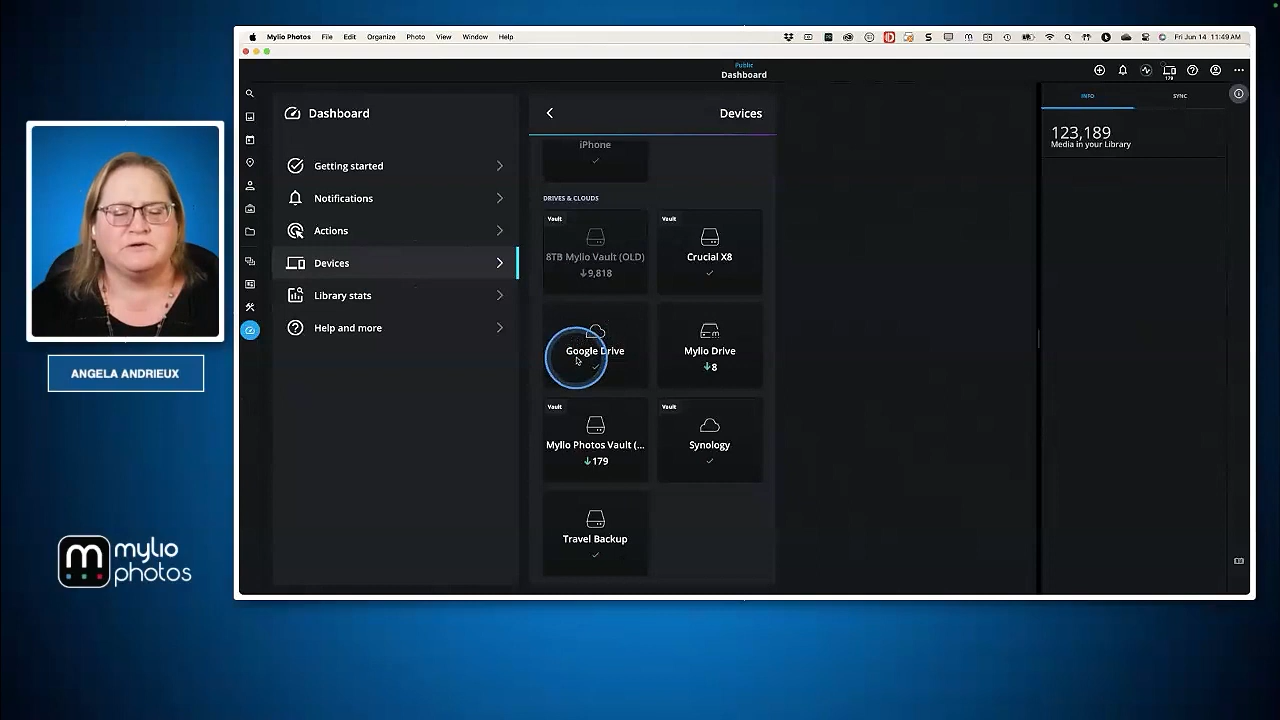 Mylio Photos File Edit Organize Photo View Window Help
Fri Jun 14 11:49 AM
Public
Dashboard
179
Dashboard
Getting started
Notifications
Actions
Devices
Library stats
Help and more
Devices
iPhone
DRIVES & CLOUDS
Vault
8TB Mylio Vault (OLD)
9,818
Vault
Crucial X8
Google Drive
Mylio Drive
8
Vault
Mylio Photos Vault (...
179
Vault
Synology
Travel Backup
INFO
SYNC
123,189
Media in your Library
ANGELA ANDRIEUX
m
mylio
photos